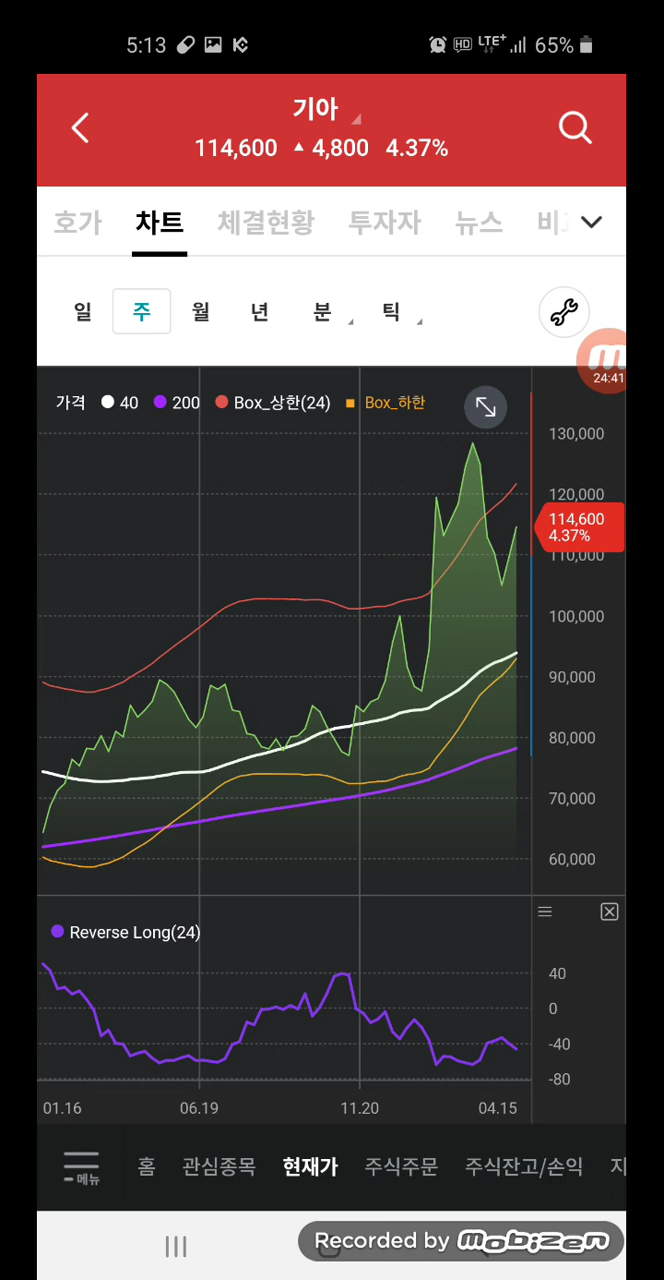 5:13 HD LTE+ 65%
기아
114,600 ▲ 4,800 4.37%
호가 차트 체결현황 투자자 뉴스
일 주 월 년 분 틱
24:41
가격 40 200 Box_상한(24) Box_하한
130,000
120,000
114,600
4.37%
110,000
100,000
90,000
80,000
70,000
60,000
Reverse Long(24)
40
0
-40
-80
01.16 06.19 11.20 04.15
메뉴 홈 관심종목 현재가 주식주문 주식잔고/손익
Recorded by mobizen